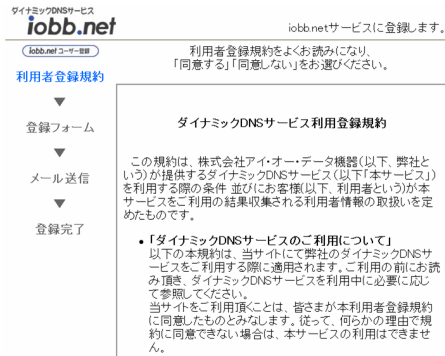 ダイナミックDNSサービス
iobb.net
iobb.netサービスに登録します。
iobb.net ユーザー登録
利用者登録規約をよくお読みになり、
「同意する」「同意しない」をお選びください。
利用者登録規約
▼
登録フォーム
▼
メール送信
▼
登録完了
ダイナミックDNSサービス利用登録規約
この規約は、株式会社アイ・オー・データ機器(以下、弊社と
いう)が提供するダイナミックDNSサービス(以下「本サービス」)
を利用する際の条件 並びにお客様(以下、利用者という)が本
サービスをご利用の結果収集される利用者情報の取扱いを定
めたものです。
• 「ダイナミックDNSサービスのご利用について」
以下の本規約は、当サイトにて弊社のダイナミックDNSサ
ービスをご利用する際に適用されます。ご利用の前にお読
み頂き、ダイナミックDNSサービスを利用中に必要に応じ
て参照してください。
当サイトをご利用頂くことは、皆さまが本利用者登録規約
に同意したものとみなします。従って、何らかの理由で規
約に同意できない場合は、本サービスの利用はできませ
ん。